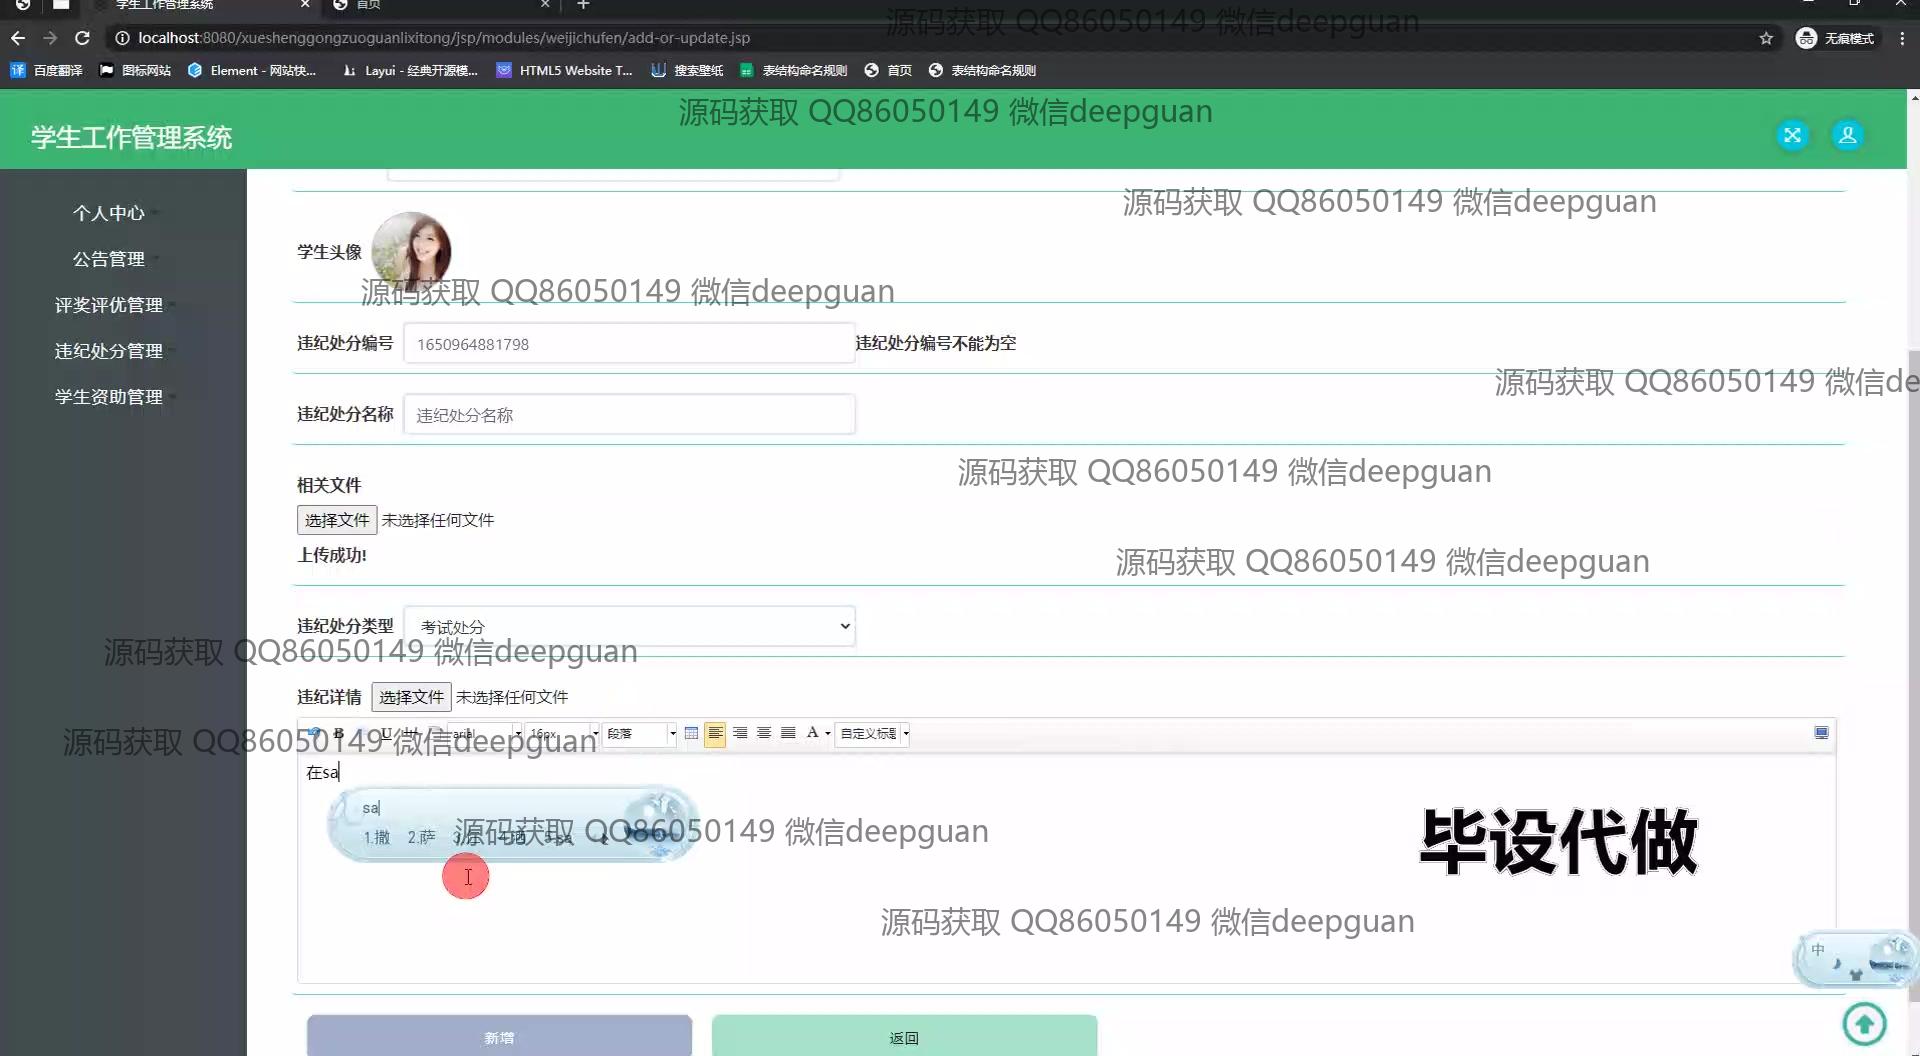 学生工作管理系统
首页
localhost:8080/xueshenggongzuoguanlixitong/jsp/modules/weijichufen/add-or-update.jsp
无痕模式
源码获取 QQ86050149 微信deepguan
百度翻译
图标网站
Element - 网站快...
Layui - 经典开源模...
HTML5 Website T...
搜索壁纸
表结构命名规则
首页
表结构命名规则
源码获取 QQ86050149 微信deepguan
学生工作管理系统
个人中心
公告管理
评奖评优管理
违纪处分管理
学生资助管理
源码获取 QQ86050149 微信deepguan
学生头像
源码获取 QQ86050149 微信deepguan
违纪处分编号 1650964881798 违纪处分编号不能为空
源码获取 QQ86050149 微信de
违纪处分名称 违纪处分名称
源码获取 QQ86050149 微信deepguan
相关文件
选择文件 未选择任何文件
上传成功!
源码获取 QQ86050149 微信deepguan
违纪处分类型 考试处分
源码获取 QQ86050149 微信deepguan
违纪详情 选择文件 未选择任何文件
源码获取 QQ86050149 微信deepguan
B U arial 16px 段落 A 自定义标题
在sa
sa
1.撒 2.萨 5.sa
源码获取 QQ86050149 微信deepguan
毕设代做
源码获取 QQ86050149 微信deepguan
中
新增
返回